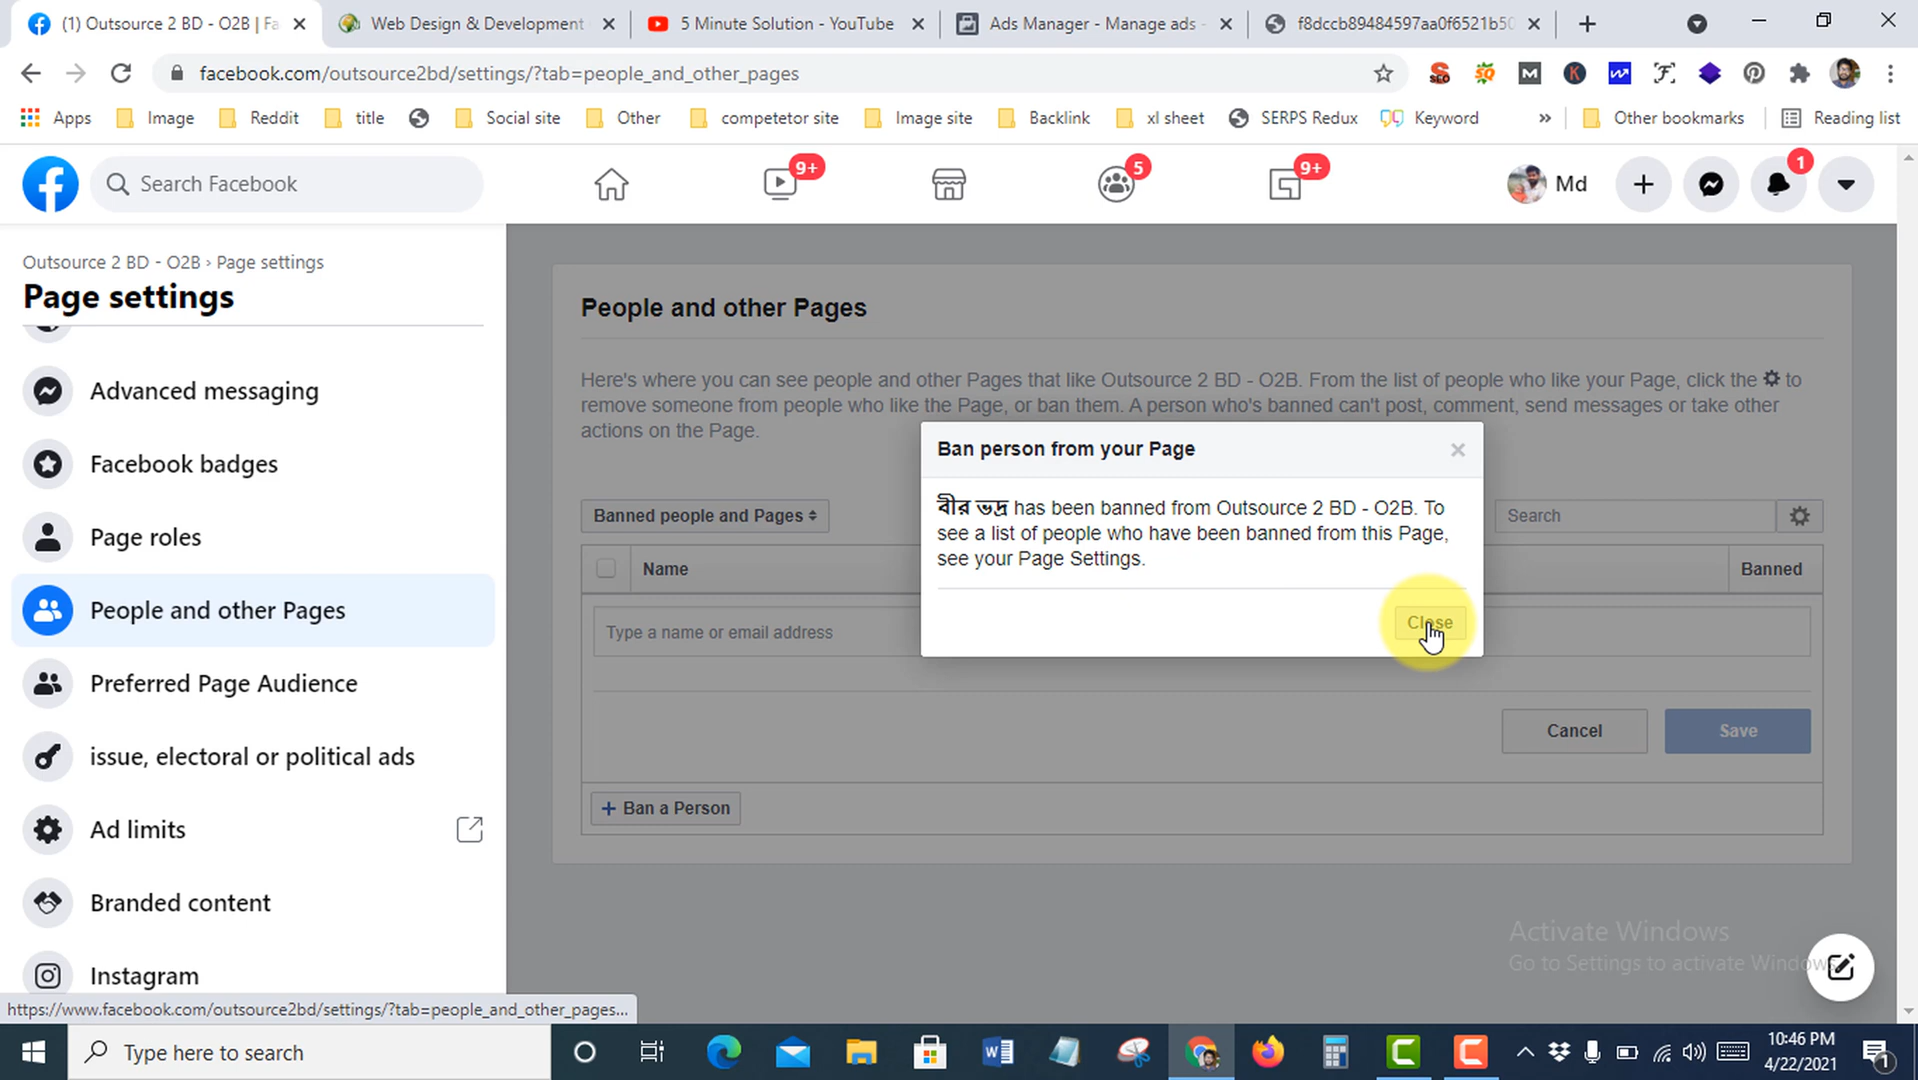 (1) Outsource 2 BD - O2B | Fa
Web Design & Development
5 Minute Solution - YouTube
Ads Manager - Manage ads -
f8dccb89484597aa0f6521b50
facebook.com/outsource2bd/settings/?tab=people_and_other_pages
Apps
Image
Reddit
title
Social site
Other
competetor site
Image site
Backlink
xl sheet
SERPS Redux
Keyword
»
Other bookmarks
Reading list
Search Facebook
9+
5
9+
Md
1
Outsource 2 BD - O2B › Page settings
Page settings
Advanced messaging
Facebook badges
Page roles
People and other Pages
Preferred Page Audience
issue, electoral or political ads
Ad limits
Branded content
Instagram
People and other Pages
Here's where you can see people and other Pages that like Outsource 2 BD - O2B. From the list of people who like your Page, click the to
remove someone from people who like the Page, or ban them. A person who's banned can't post, comment, send messages or take other
actions on the Page.
Banned people and Pages
Search
Name
Banned
Type a name or email address
Cancel
Save
+ Ban a Person
Ban person from your Page
বীর ভদ্র has been banned from Outsource 2 BD - O2B. To
see a list of people who have been banned from this Page,
see your Page Settings.
Close
Activate Windows
Go to Settings to activate Windows
https://www.facebook.com/outsource2bd/settings/?tab=people_and_other_pages...
Type here to search
10:46 PM
4/22/2021
1